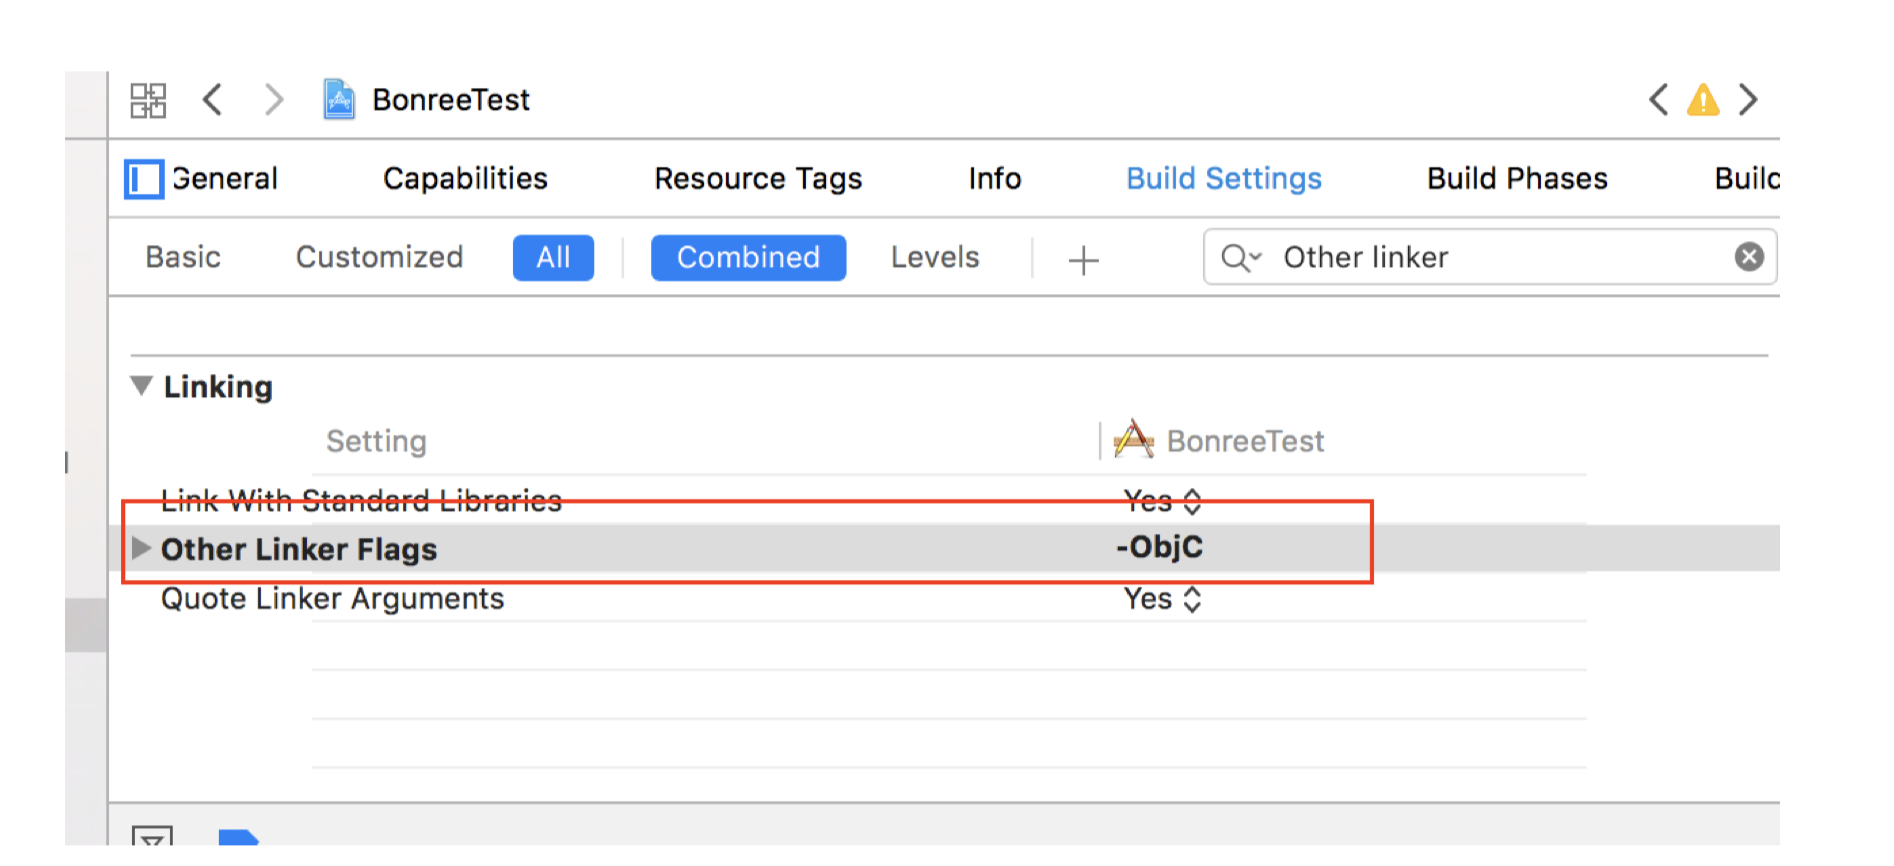 BonreeTest
General Capabilities Resource Tags Info Build Settings Build Phases Build
Basic Customized All Combined Levels + Other linker
Linking
Setting BonreeTest
Link With Standard Libraries Yes
Other Linker Flags -ObjC
Quote Linker Arguments Yes